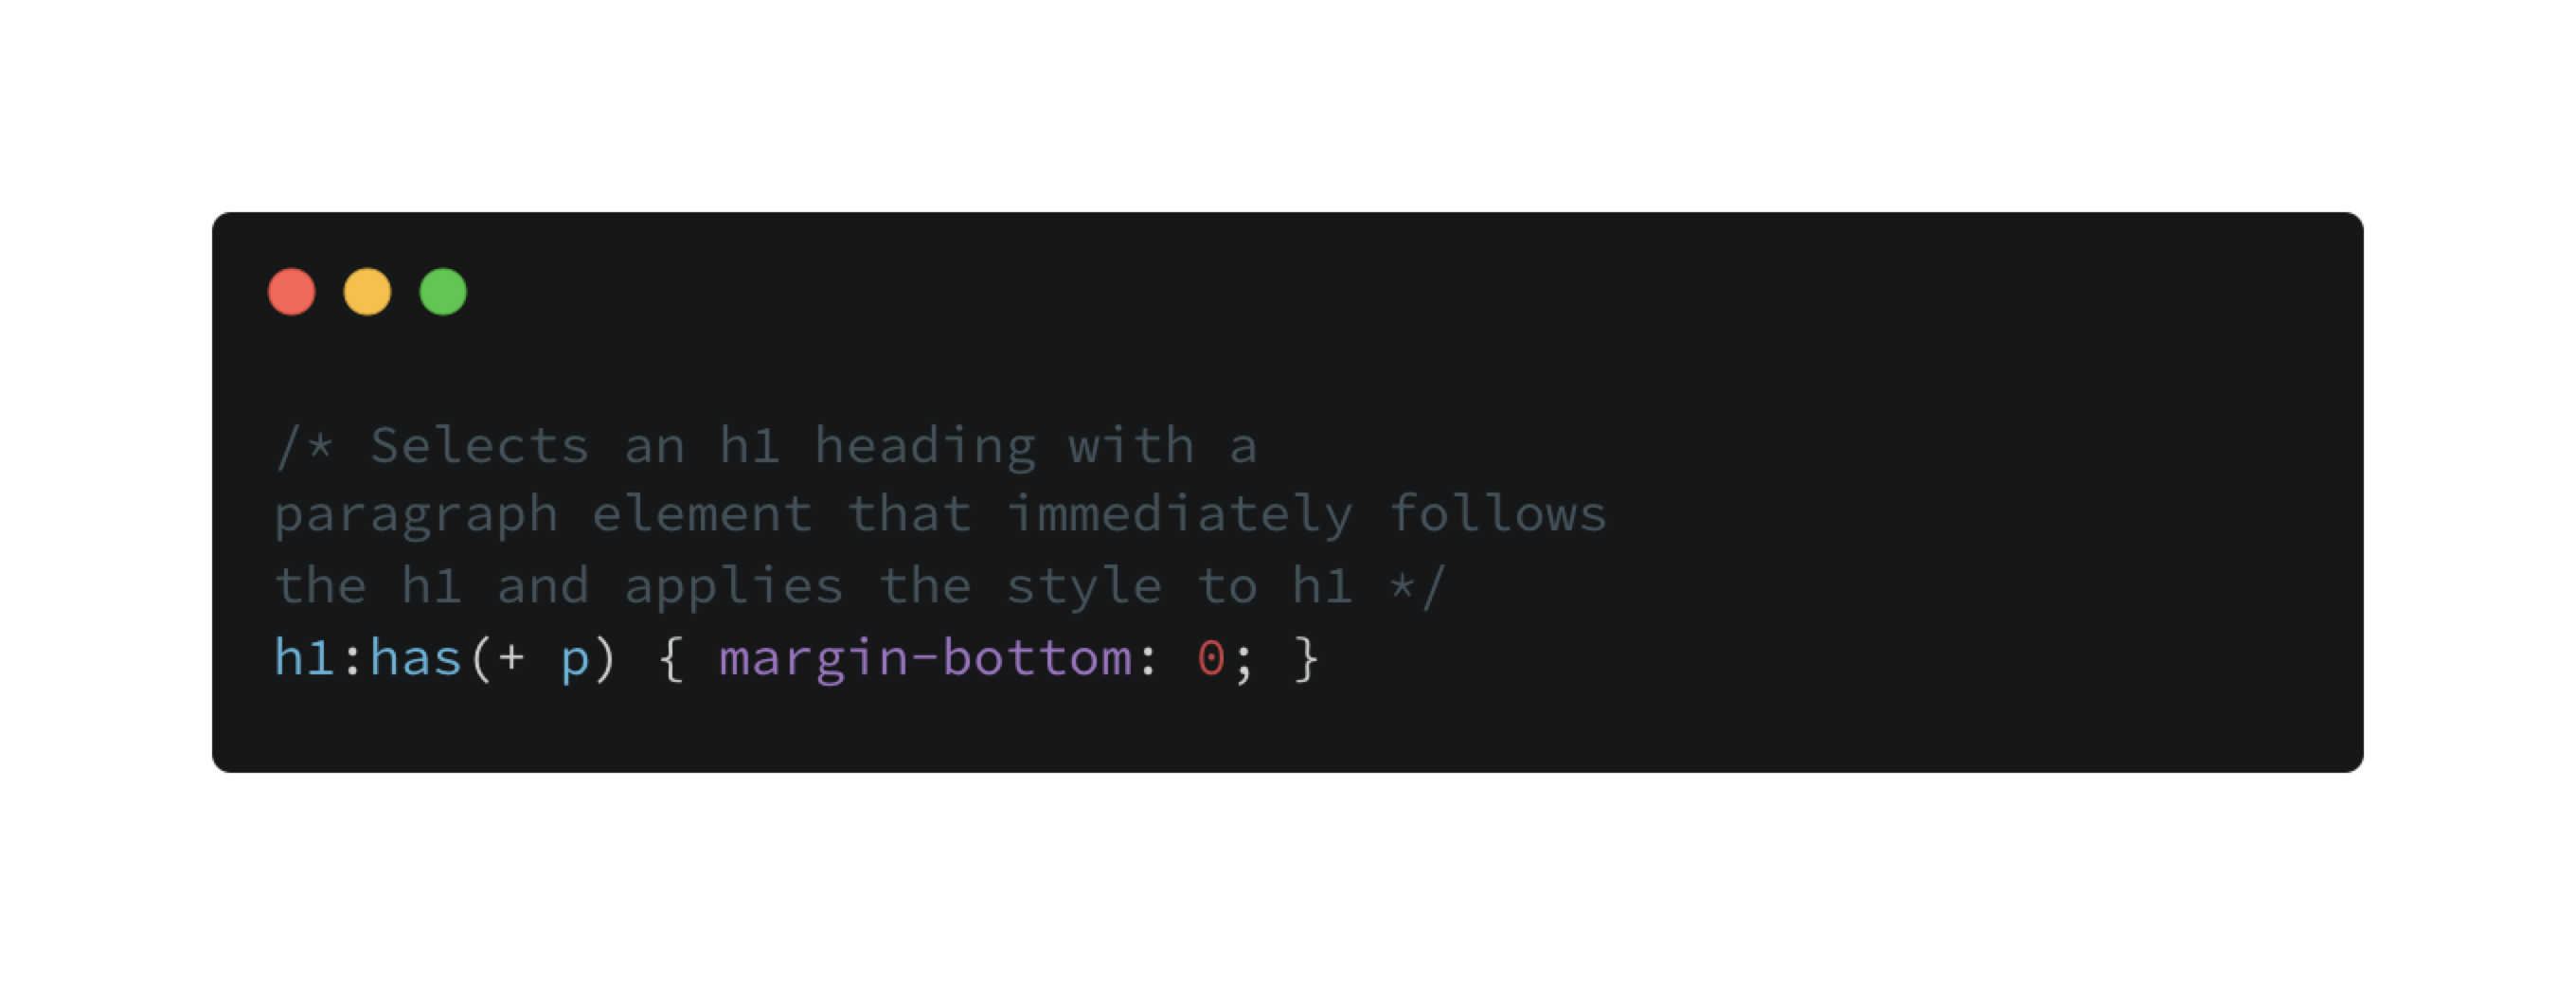 /* Selects an h1 heading with a
paragraph element that immediately follows
the h1 and applies the style to h1 */
h1:has(+ p) { margin-bottom: 0; }